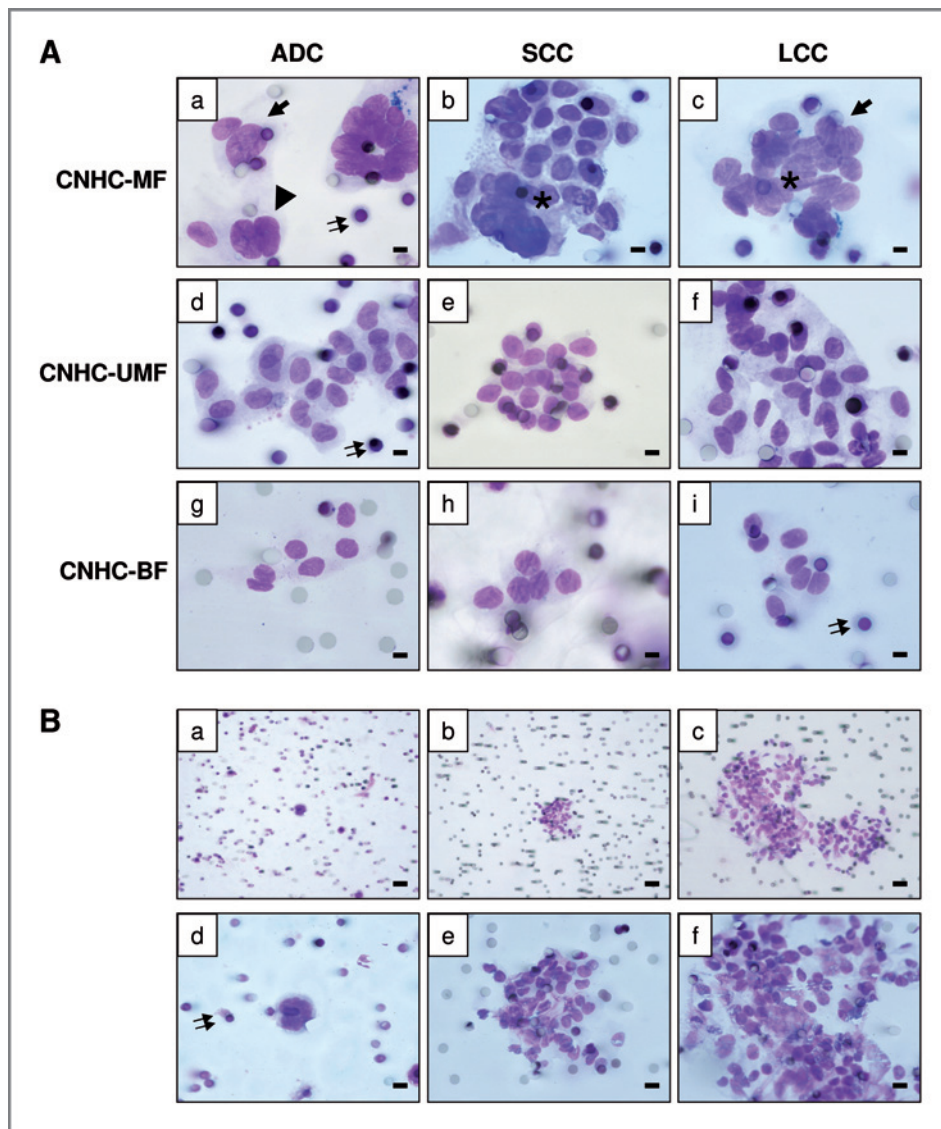 A
ADC SCC LCC
a b c
CNHC-MF
* *
d e f
CNHC-UMF
g h i
CNHC-BF
B
a b c
d e f